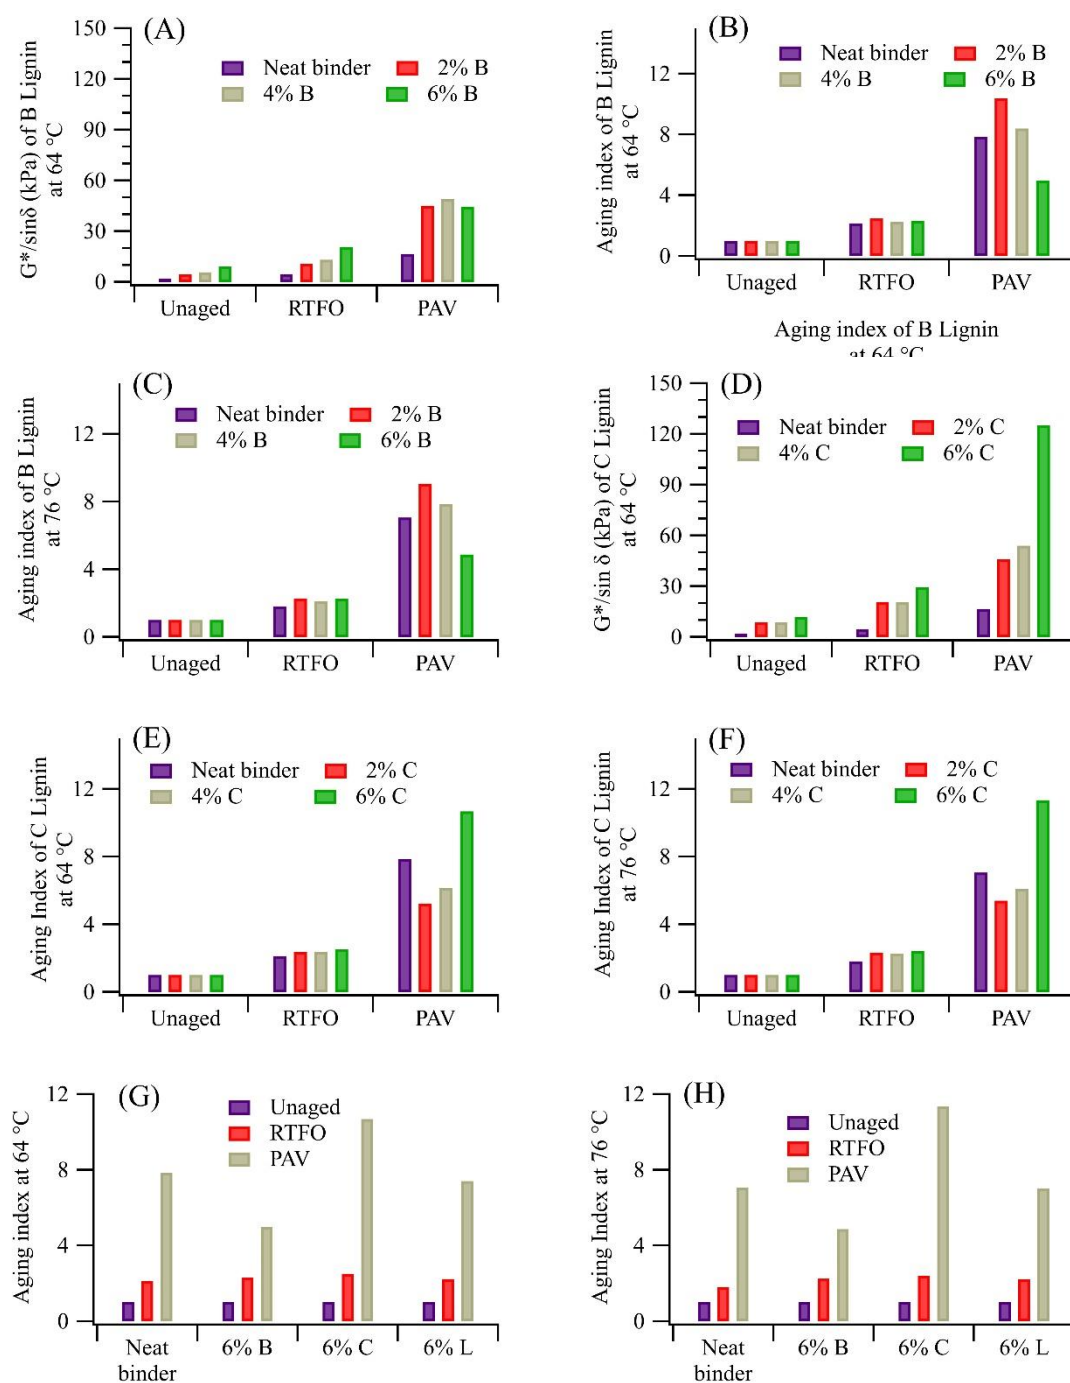 (A)
G*/sinδ (kPa) of B Lignin
at 64 °C
150
120
90
60
30
0
Neat binder 2% B
4% B 6% B
Unaged RTFO PAV
(B)
Aging index of B Lignin
at 64 °C
12
8
4
0
Neat binder 2% B
4% B 6% B
Unaged RTFO PAV
Aging index of B Lignin
at 64 °C
(C)
Aging index of B Lignin
at 76 °C
12
8
4
0
Neat binder 2% B
4% B 6% B
Unaged RTFO PAV
(D)
G*/sin δ (kPa) of C Lignin
at 64 °C
150
120
90
60
30
0
Neat binder 2% C
4% C 6% C
Unaged RTFO PAV
(E)
Aging Index of C Lignin
at 64 °C
12
8
4
0
Neat binder 2% C
4% C 6% C
Unaged RTFO PAV
(F)
Aging Index of C Lignin
at 76 °C
12
8
4
0
Neat binder 2% C
4% C 6% C
Unaged RTFO PAV
(G)
Aging index at 64 °C
12
8
4
0
Unaged
RTFO
PAV
Neat 6% B 6% C 6% L
binder
(H)
Aging Index at 76 °C
12
8
4
0
Unaged
RTFO
PAV
Neat 6% B 6% C 6% L
binder